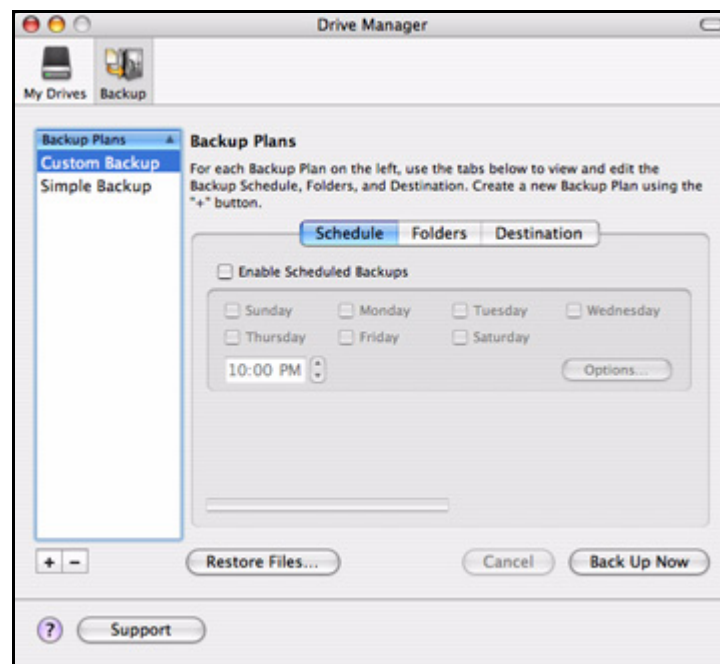 Drive Manager
My Drives Backup
Backup Plans
Custom Backup
Simple Backup
Backup Plans
For each Backup Plan on the left, use the tabs below to view and edit the
Backup Schedule, Folders, and Destination. Create a new Backup Plan using the
"+" button.
Schedule Folders Destination
Enable Scheduled Backups
Sunday Monday Tuesday Wednesday
Thursday Friday Saturday
10:00 PM Options...
+ − Restore Files... Cancel Back Up Now
? Support